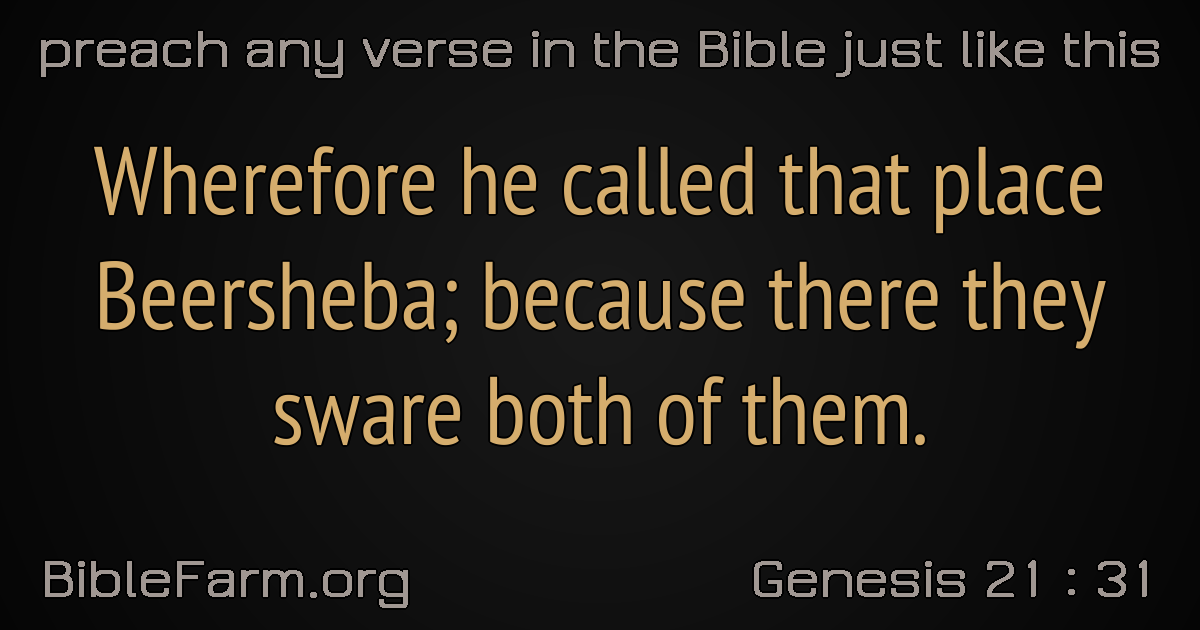 preach any verse in the Bible just like this
Wherefore he called that place
Beersheba; because there they
sware both of them.
BibleFarm.org
Genesis 21 : 31